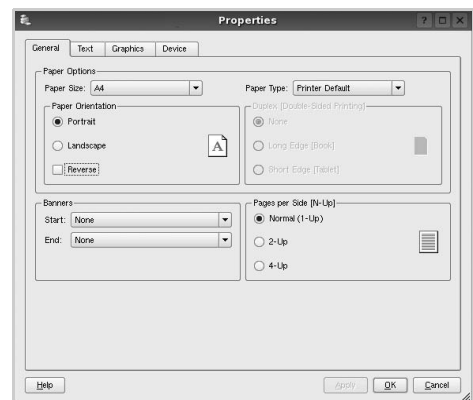 Properties
General Text Graphics Device
Paper Options
Paper Size: A4 Paper Type: Printer Default
Paper Orientation
Portrait
Landscape
Reverse
A
Duplex [Double-Sided Printing]
None
Long Edge [Book]
Short Edge [Tablet]
Banners
Start: None
End: None
Pages per Side [N-Up]
Normal (1-Up)
2-Up
4-Up
Help Apply OK Cancel